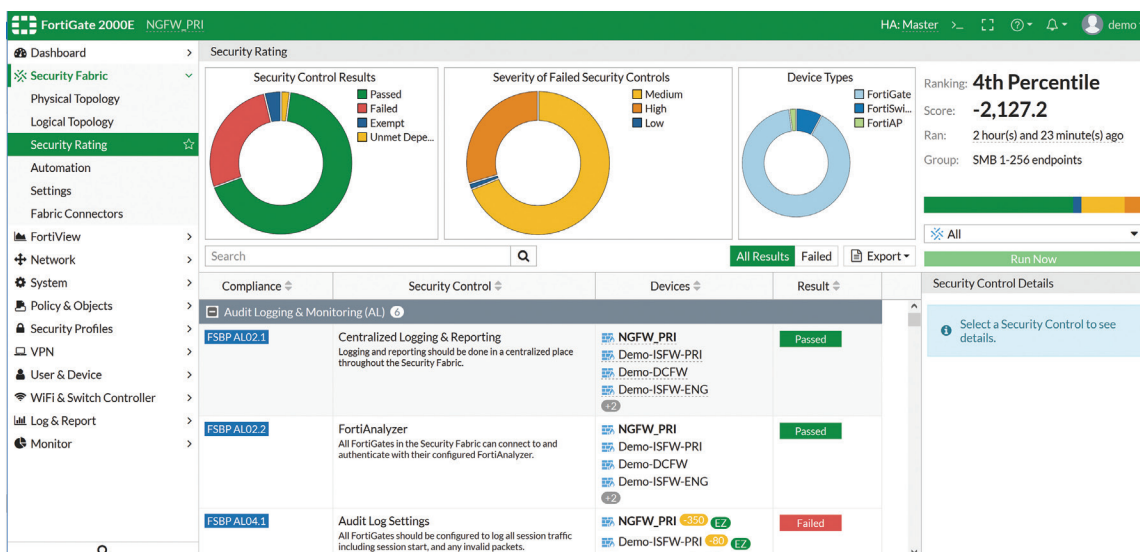 FortiGate 2000E NGFW_PRI HA: Master >_ demo
Dashboard
Security Fabric
Physical Topology
Logical Topology
Security Rating
Automation
Settings
Fabric Connectors
FortiView
Network
System
Policy & Objects
Security Profiles
VPN
User & Device
WiFi & Switch Controller
Log & Report
Monitor
Security Rating
Security Control Results
Passed
Failed
Exempt
Unmet Depe...
Severity of Failed Security Controls
Medium
High
Low
Device Types
FortiGate
FortiSwi...
FortiAP
Ranking: 4th Percentile
Score: -2,127.2
Ran: 2 hour(s) and 23 minute(s) ago
Group: SMB 1-256 endpoints
All
Run Now
Search
All Results Failed Export
Compliance Security Control Devices Result
Audit Logging & Monitoring (AL) 6
FSBP AL02.1
Centralized Logging & Reporting
Logging and reporting should be done in a centralized place
throughout the Security Fabric.
NGFW_PRI
Demo-ISFW-PRI
Demo-DCFW
Demo-ISFW-ENG
+2
Passed
FSBP AL02.2
FortiAnalyzer
All FortiGates in the Security Fabric can connect to and
authenticate with their configured FortiAnalyzer.
NGFW_PRI
Demo-ISFW-PRI
Demo-DCFW
Demo-ISFW-ENG
+2
Passed
FSBP AL04.1
Audit Log Settings
All FortiGates should be configured to log all session traffic
including session start, and any invalid packets.
NGFW_PRI -350 EZ
Demo-ISFW-PRI -80 EZ
Failed
Security Control Details
Select a Security Control to see
details.